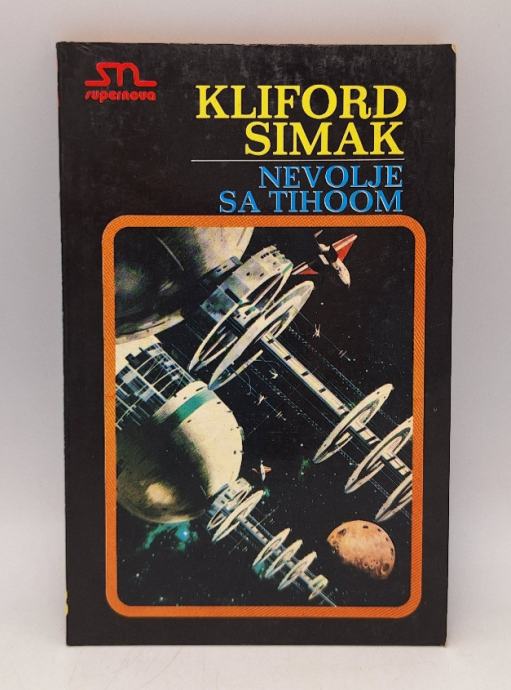 SN
supernova
KLIFORD
SIMAK
NEVOLJE
SA TIHOOM